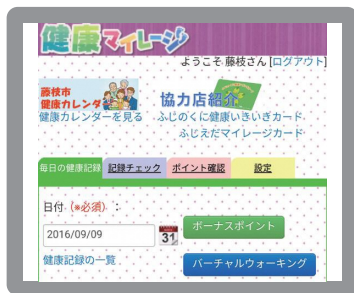 健康マイレージ
ようこそ 藤枝さん [ログアウト]
藤枝市
健康カレンダー
健康カレンダーを見る
協力店紹介
ふじのくに健康いきいきカード
ふじえだマイレージカード
毎日の健康記録 記録チェック ポイント確認 設定
日付 (※必須) :
2016/09/09
31
ボーナスポイント
健康記録の一覧
バーチャルウォーキング